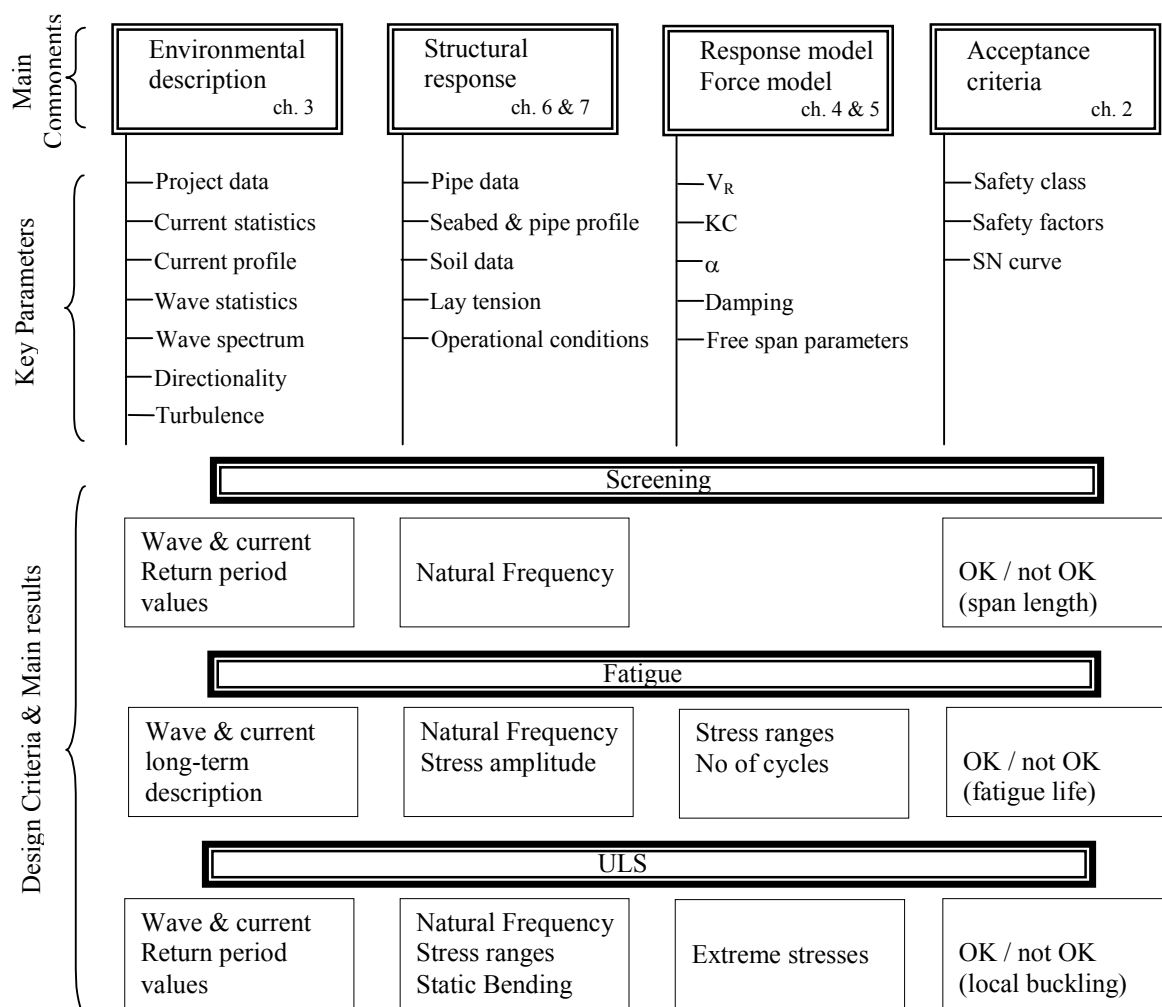 Main
Components
Environmental
description
ch. 3
Structural
response
ch. 6 & 7
Response model
Force model
ch. 4 & 5
Acceptance
criteria
ch. 2
Key Parameters
Project data
Current statistics
Current profile
Wave statistics
Wave spectrum
Directionality
Turbulence
Pipe data
Seabed & pipe profile
Soil data
Lay tension
Operational conditions
VR
KC
α
Damping
Free span parameters
Safety class
Safety factors
SN curve
Design Criteria & Main results
Screening
Wave & current
Return period
values
Natural Frequency
OK / not OK
(span length)
Fatigue
Wave & current
long-term
description
Natural Frequency
Stress amplitude
Stress ranges
No of cycles
OK / not OK
(fatigue life)
ULS
Wave & current
Return period
values
Natural Frequency
Stress ranges
Static Bending
Extreme stresses
OK / not OK
(local buckling)